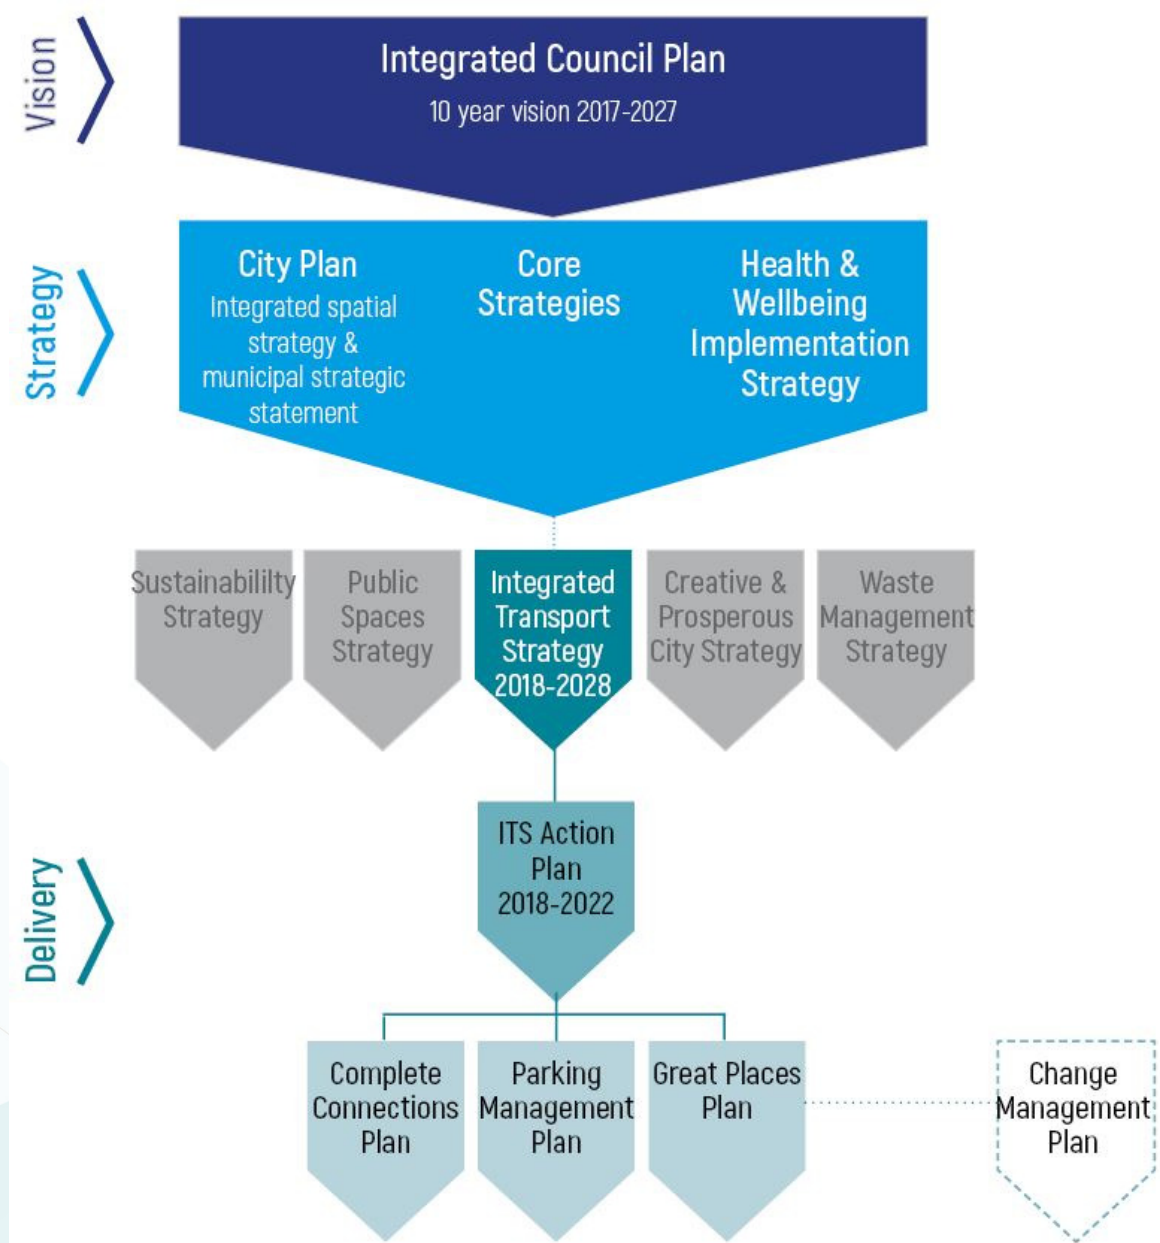 Vision
Integrated Council Plan
10 year vision 2017-2027
Strategy
City Plan
Integrated spatial
strategy &
municipal strategic
statement
Core
Strategies
Health &
Wellbeing
Implementation
Strategy
Sustainabililty
Strategy
Public
Spaces
Strategy
Integrated
Transport
Strategy
2018-2028
Creative &
Prosperous
City Strategy
Waste
Management
Strategy
Delivery
ITS Action
Plan
2018-2022
Complete
Connections
Plan
Parking
Management
Plan
Great Places
Plan
Change
Management
Plan